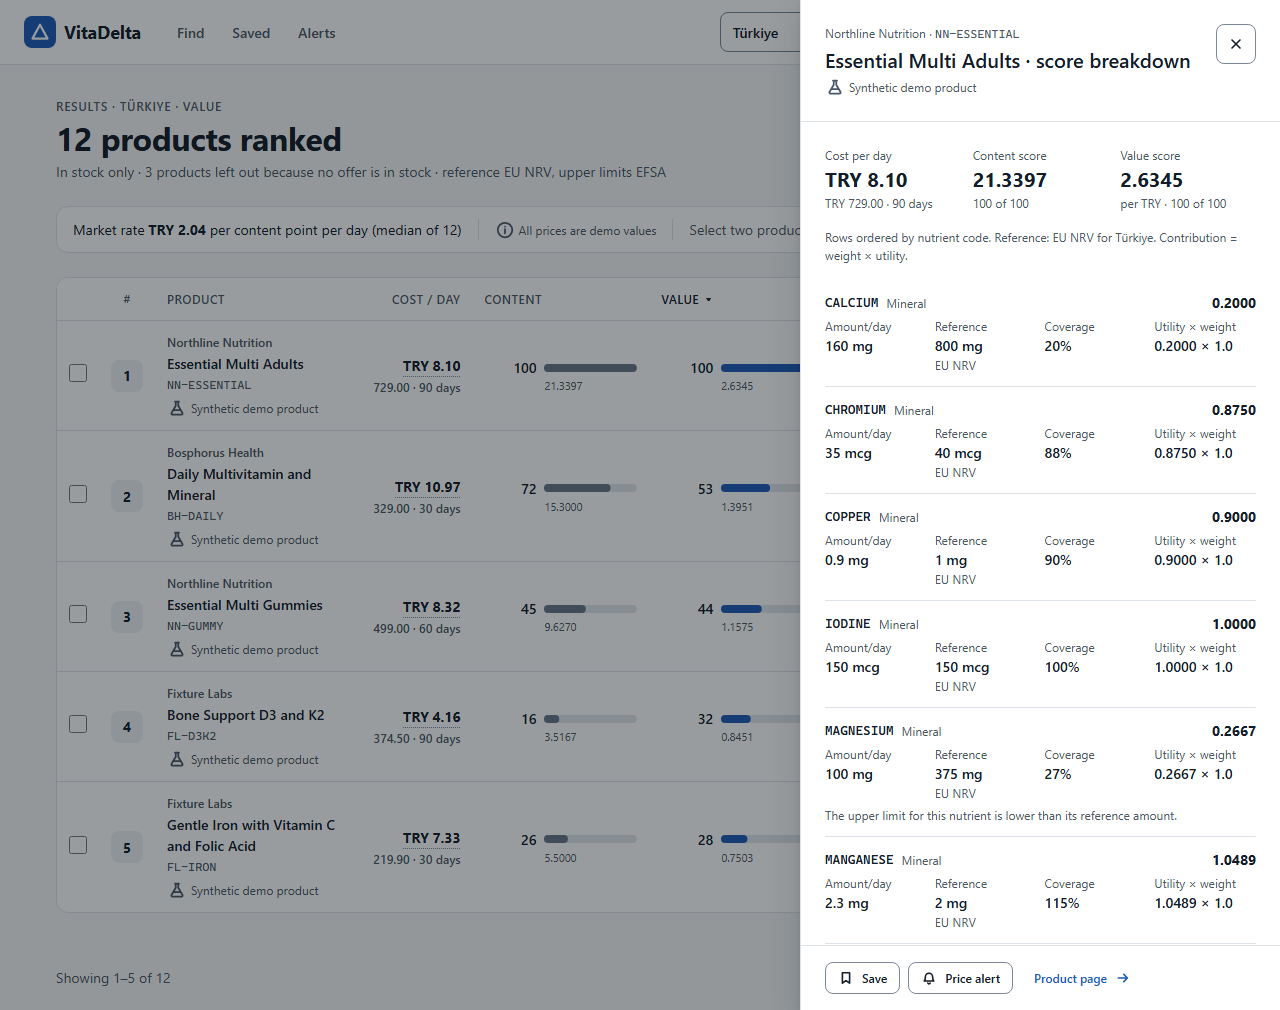 VitaDelta Find Saved Alerts Türkiye
RESULTS · TÜRKİYE · VALUE
12 products ranked
In stock only · 3 products left out because no offer is in stock · reference EU NRV, upper limits EFSA
Market rate TRY 2.04 per content point per day (median of 12) All prices are demo values Select two
# PRODUCT COST / DAY CONTENT VALUE
Northline Nutrition
1 Essential Multi Adults TRY 8.10 100 100
NN-ESSENTIAL 729.00 · 90 days 21.3397 2.6345
Synthetic demo product
Bosphorus Health
Daily Multivitamin and
2 Mineral TRY 10.97 72 53
BH-DAILY 329.00 · 30 days 15.3000 1.3951
Synthetic demo product
Northline Nutrition
3 Essential Multi Gummies TRY 8.32 45 44
NN-GUMMY 499.00 · 60 days 9.6270 1.1575
Synthetic demo product
Fixture Labs
4 Bone Support D3 and K2 TRY 4.16 16 32
FL-D3K2 374.50 · 90 days 3.5167 0.8451
Synthetic demo product
Fixture Labs
Gentle Iron with Vitamin C
5 and Folic Acid TRY 7.33 26 28
FL-IRON 219.90 · 30 days 5.5000 0.7503
Synthetic demo product
Showing 1–5 of 12
Northline Nutrition · NN-ESSENTIAL
Essential Multi Adults · score breakdown
Synthetic demo product
Cost per day Content score Value score
TRY 8.10 21.3397 2.6345
TRY 729.00 · 90 days 100 of 100 per TRY · 100 of 100
Rows ordered by nutrient code. Reference: EU NRV for Türkiye. Contribution =
weight × utility.
CALCIUM Mineral 0.2000
Amount/day Reference Coverage Utility × weight
160 mg 800 mg 20% 0.2000 × 1.0
EU NRV
CHROMIUM Mineral 0.8750
Amount/day Reference Coverage Utility × weight
35 mcg 40 mcg 88% 0.8750 × 1.0
EU NRV
COPPER Mineral 0.9000
Amount/day Reference Coverage Utility × weight
0.9 mg 1 mg 90% 0.9000 × 1.0
EU NRV
IODINE Mineral 1.0000
Amount/day Reference Coverage Utility × weight
150 mcg 150 mcg 100% 1.0000 × 1.0
EU NRV
MAGNESIUM Mineral 0.2667
Amount/day Reference Coverage Utility × weight
100 mg 375 mg 27% 0.2667 × 1.0
EU NRV
The upper limit for this nutrient is lower than its reference amount.
MANGANESE Mineral 1.0489
Amount/day Reference Coverage Utility × weight
2.3 mg 2 mg 115% 1.0489 × 1.0
EU NRV
Save Price alert Product page